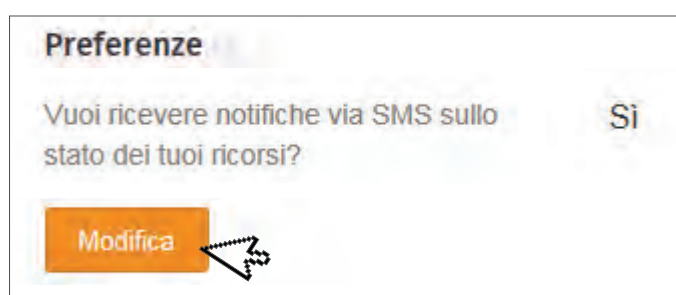 Preferenze
Vuoi ricevere notifiche via SMS sullo Sì
stato dei tuoi ricorsi?
Modifica